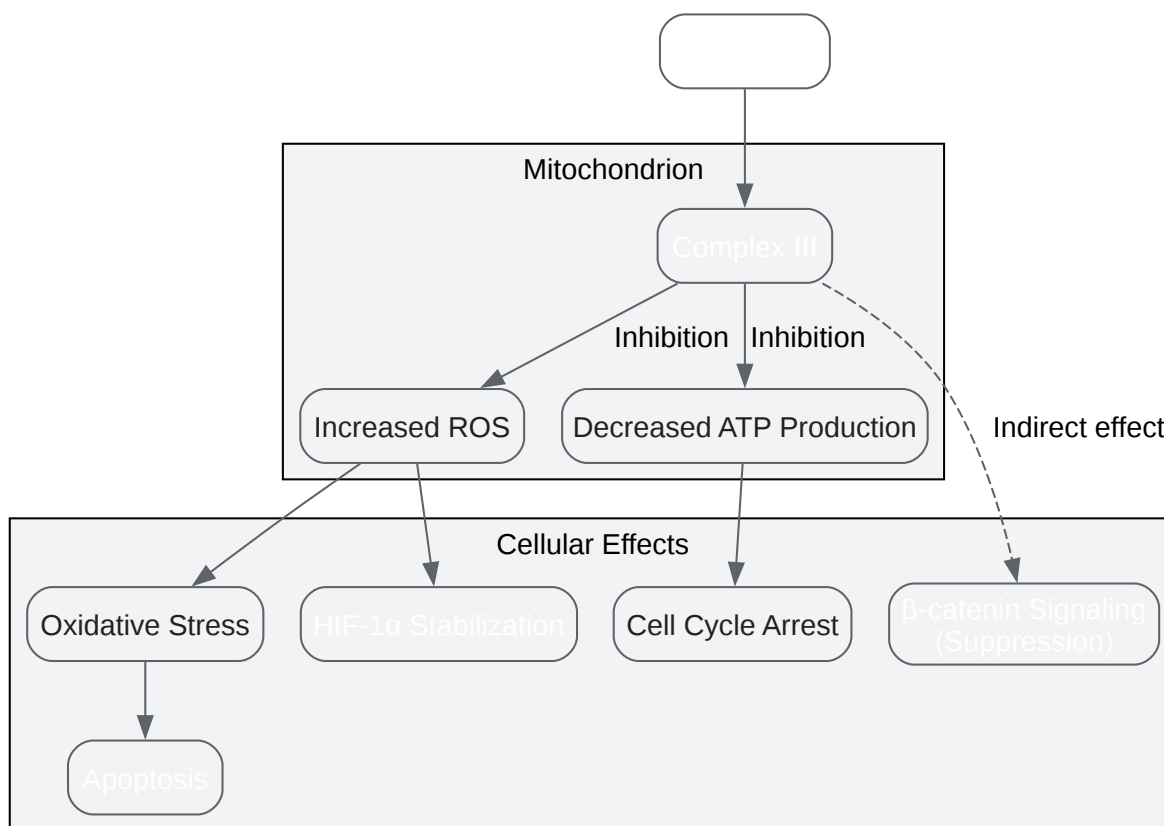 Mitochondrion
Complex III
Inhibition
Inhibition
Increased ROS
Decreased ATP Production
Indirect effect
Cellular Effects
Oxidative Stress
HIF-1α Stabilization
Cell Cycle Arrest
β-catenin Signaling
(Suppression)
Apoptosis